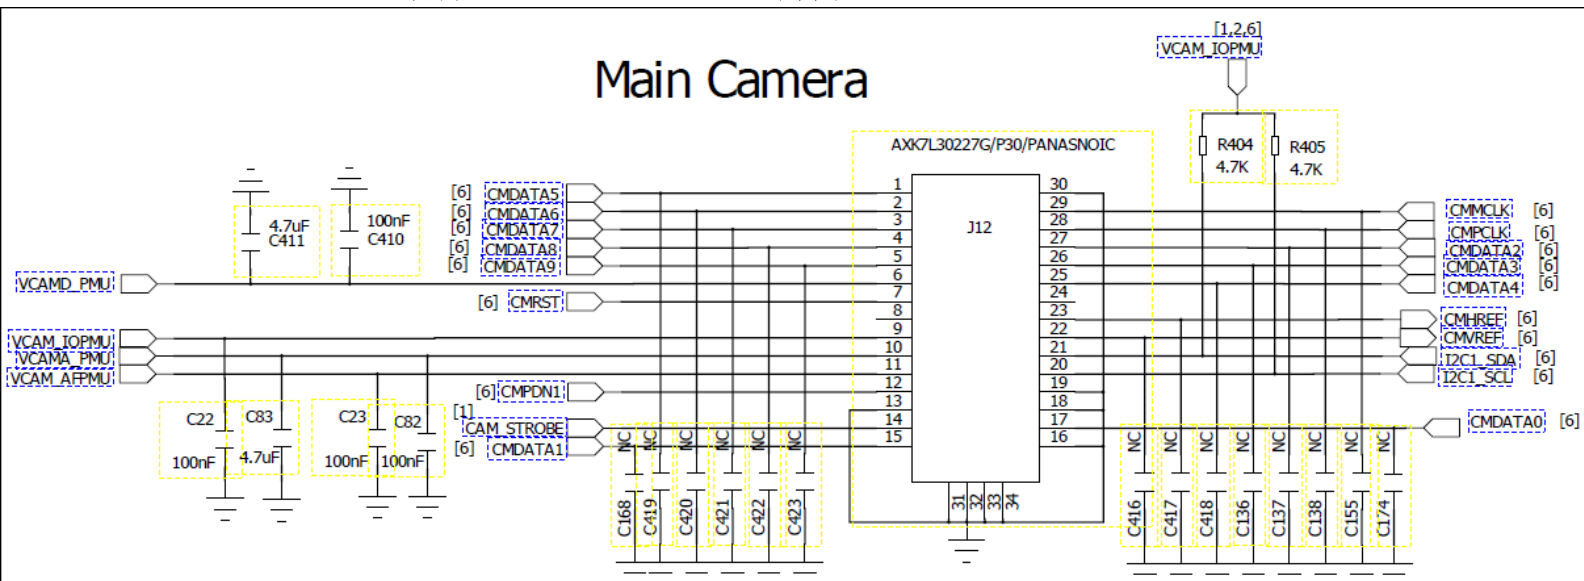 [1,2,6]
VCAM_IOPMU
Main Camera
AXK7L30227G/P30/PANASNOIC
R404
4.7K
R405
4.7K
4.7uF
C411
100nF
C410
[6] CMDATA5
[6] CMDATA6
[6] CMDATA7
[6] CMDATA8
[6] CMDATA9
VCAMD_PMU
[6] CMRST
VCAM_IOPMU
VCAMA_PMU
VCAM_AFPMU
[6] CMPDN1
[1]
CAM_STROBE
[6] CMDATA1
C22
100nF
C83
4.7uF
C23
100nF
C82
100nF
1
2
3
4
5
6
7
8
9
10
11
12
13
14
15
J12
30
29
28
27
26
25
24
23
22
21
20
19
18
17
16
31
32
33
34
CMMCLK [6]
CMPCLK [6]
CMDATA2 [6]
CMDATA3 [6]
CMDATA4 [6]
CMHREF [6]
CMVREF [6]
I2C1_SDA [6]
I2C1_SCL [6]
CMDATA0 [6]
NC
C168
NC
C419
NC
C420
NC
C421
NC
C422
NC
C423
NC
C416
NC
C417
NC
C418
NC
C136
NC
C137
NC
C138
NC
C155
NC
C174